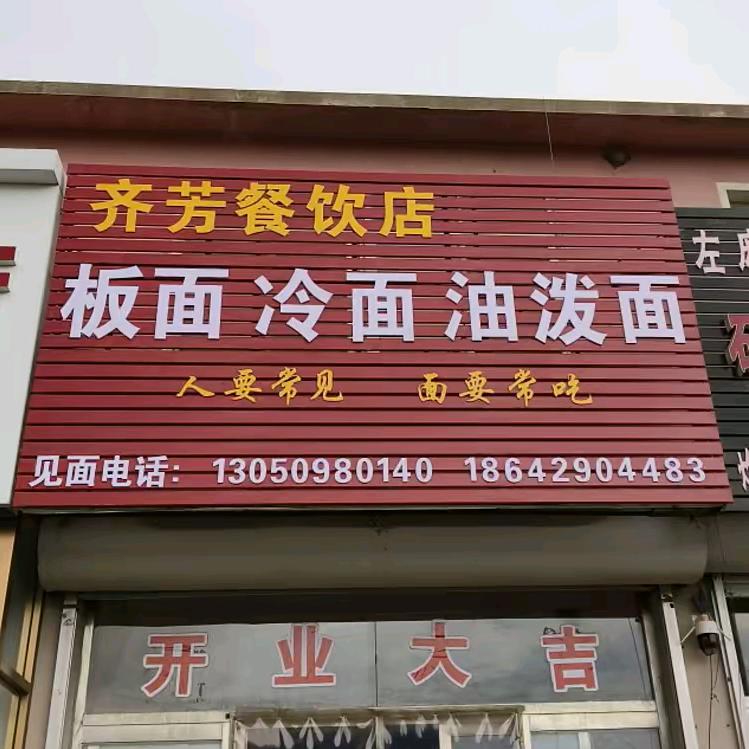 齐芳餐饮店
板面 冷面 油泼面
人要常见 面要常吃
见面电话：13050980140 18642904483
开业大吉
左